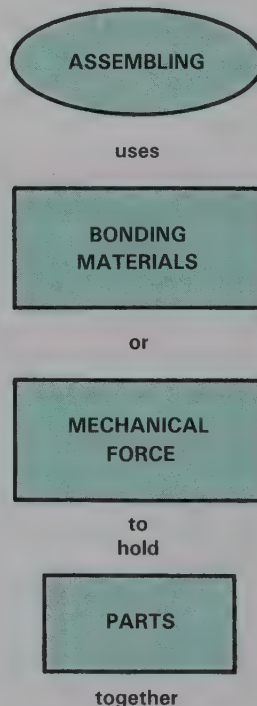 ASSEMBLING
uses
BONDING
MATERIALS
or
MECHANICAL
FORCE
to
hold
PARTS
together